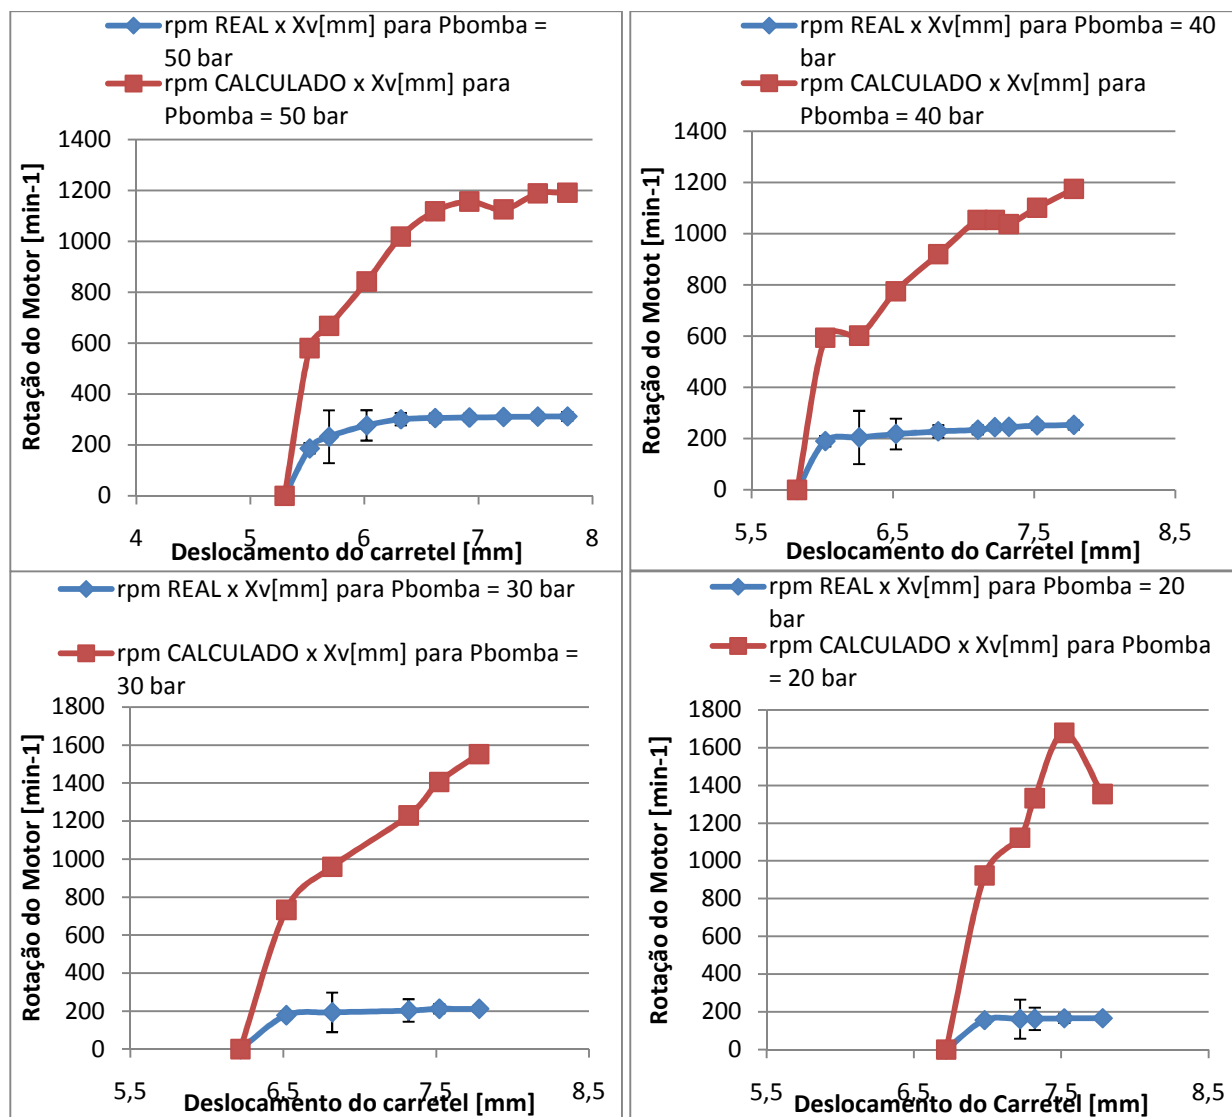 rpm REAL x Xv[mm] para Pbomba =
50 bar
rpm CALCULADO x Xv[mm] para
Pbomba = 50 bar
Rotação do Motor [min-1]
1400
1200
1000
800
600
400
200
0
4 5 6 7 8
Deslocamento do carretel [mm]
rpm REAL x Xv[mm] para Pbomba = 40
bar
rpm CALCULADO x Xv[mm] para
Pbomba = 40 bar
Rotação do Motot [min-1]
1400
1200
1000
800
600
400
200
0
5,5 6,5 7,5 8,5
Deslocamento do Carretel [mm]
rpm REAL x Xv[mm] para Pbomba = 30 bar
rpm CALCULADO x Xv[mm] para Pbomba =
30 bar
Rotação do Motor [min-1]
1800
1600
1400
1200
1000
800
600
400
200
0
5,5 6,5 7,5 8,5
Deslocamento do carretel [mm]
rpm REAL x Xv[mm] para Pbomba = 20
bar
rpm CALCULADO x Xv[mm] para Pbomba
= 20 bar
Rotação do Motor [min-1]
1800
1600
1400
1200
1000
800
600
400
200
0
5,5 6,5 7,5 8,5
Deslocamento do carretel [mm]